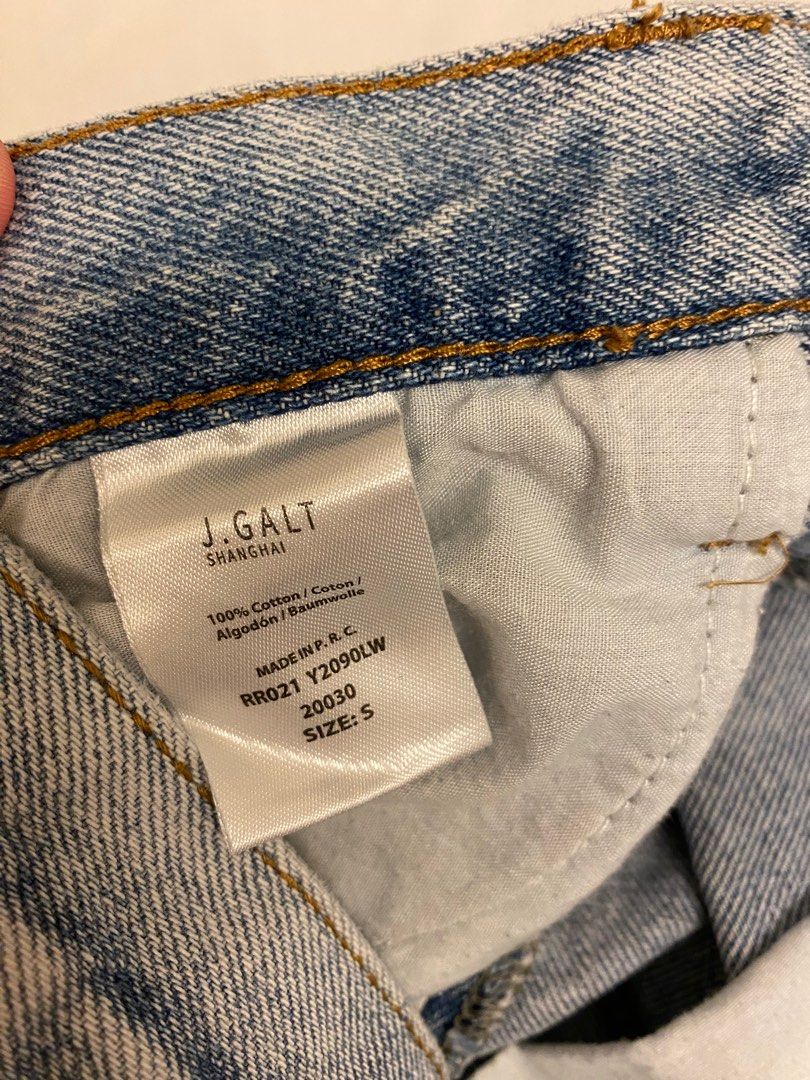 J.GALT
SHANGHAI
100% Cotton / Coton /
Algodón / Baumwolle
MADE IN P. R. C.
RR021 Y2090LW
20030
SIZE: S